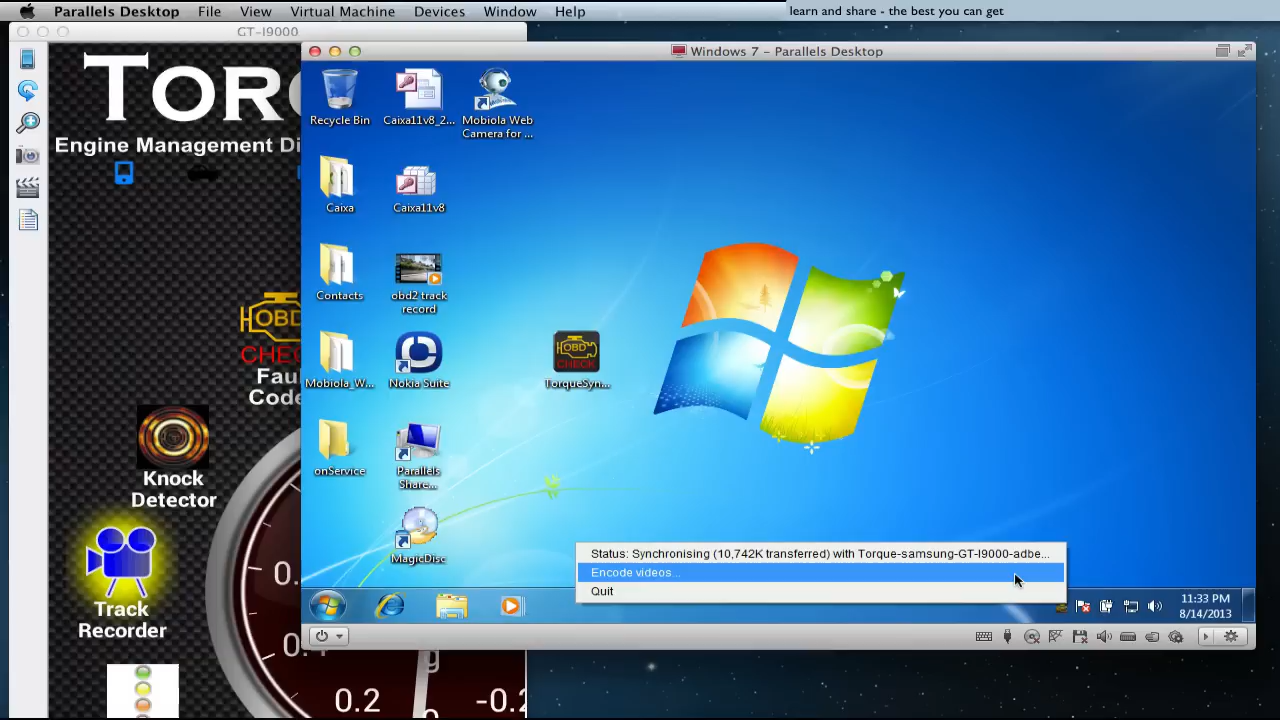 Parallels Desktop File View Virtual Machine Devices Window Help
learn and share - the best you can get
GT-I9000
TOR
Engine Management Di
Faul
Code
Knock
Detector
Track
Recorder
0.2
-0.2
Windows 7 - Parallels Desktop
Recycle Bin
Caixa11v8_2...
Mobiola Web
Camera for ...
Caixa
Caixa11v8
Contacts
obd2 track
record
Mobiola_W...
Nokia Suite
OBD
CHECK
TorqueSyn...
onService
Parallels
Share...
MagicDisc
Status: Synchronising (10,742K transferred) with Torque-samsung-GT-I9000-adbe...
Encode videos...
Quit
11:33 PM
8/14/2013